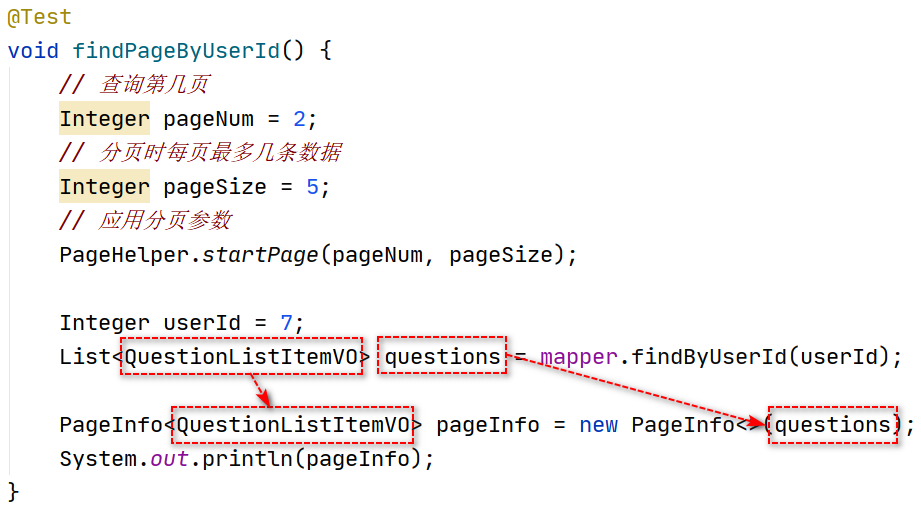 @Test
void findPageByUserId() {
// 查询第几页
Integer pageNum = 2;
// 分页时每页最多几条数据
Integer pageSize = 5;
// 应用分页参数
PageHelper.startPage(pageNum, pageSize);
Integer userId = 7;
List<QuestionListItemVO> questions = mapper.findByUserId(userId);
PageInfo<QuestionListItemVO> pageInfo = new PageInfo<>(questions);
System.out.println(pageInfo);
}